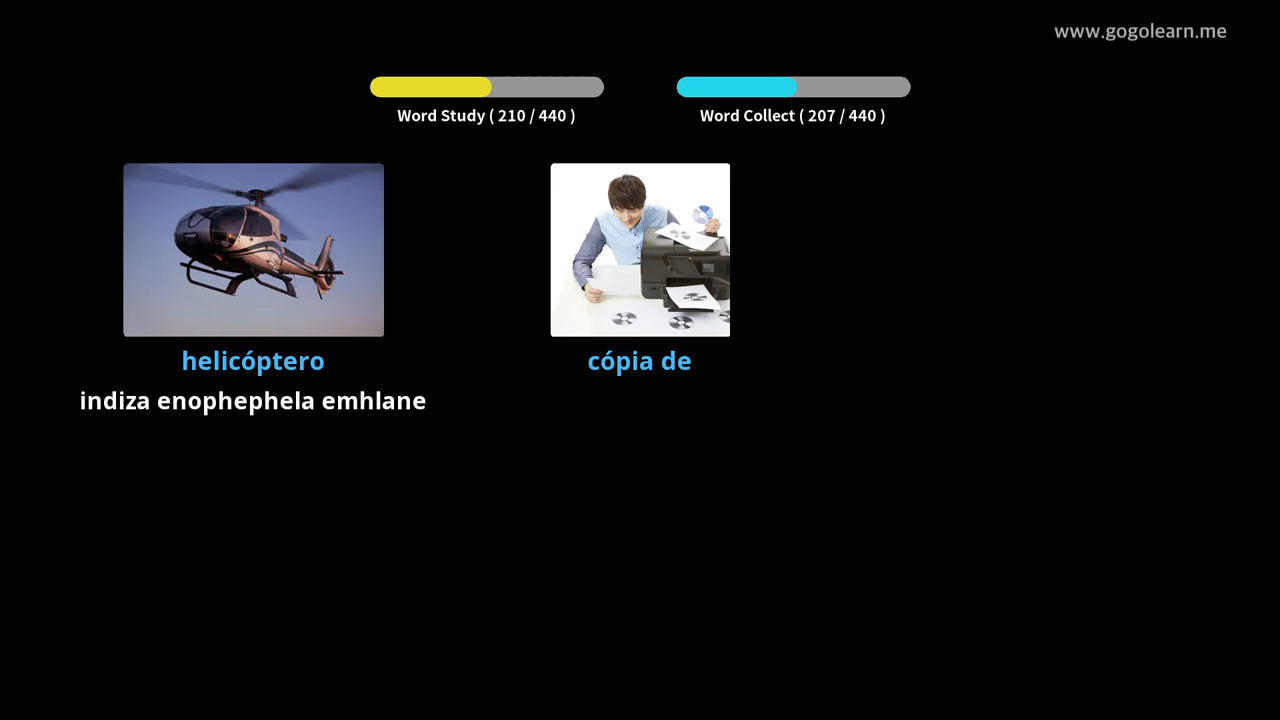 www.gogolearn.me
Word Study ( 210 / 440 )
Word Collect ( 207 / 440 )
helicóptero
cópia de
indiza enophephela emhlane